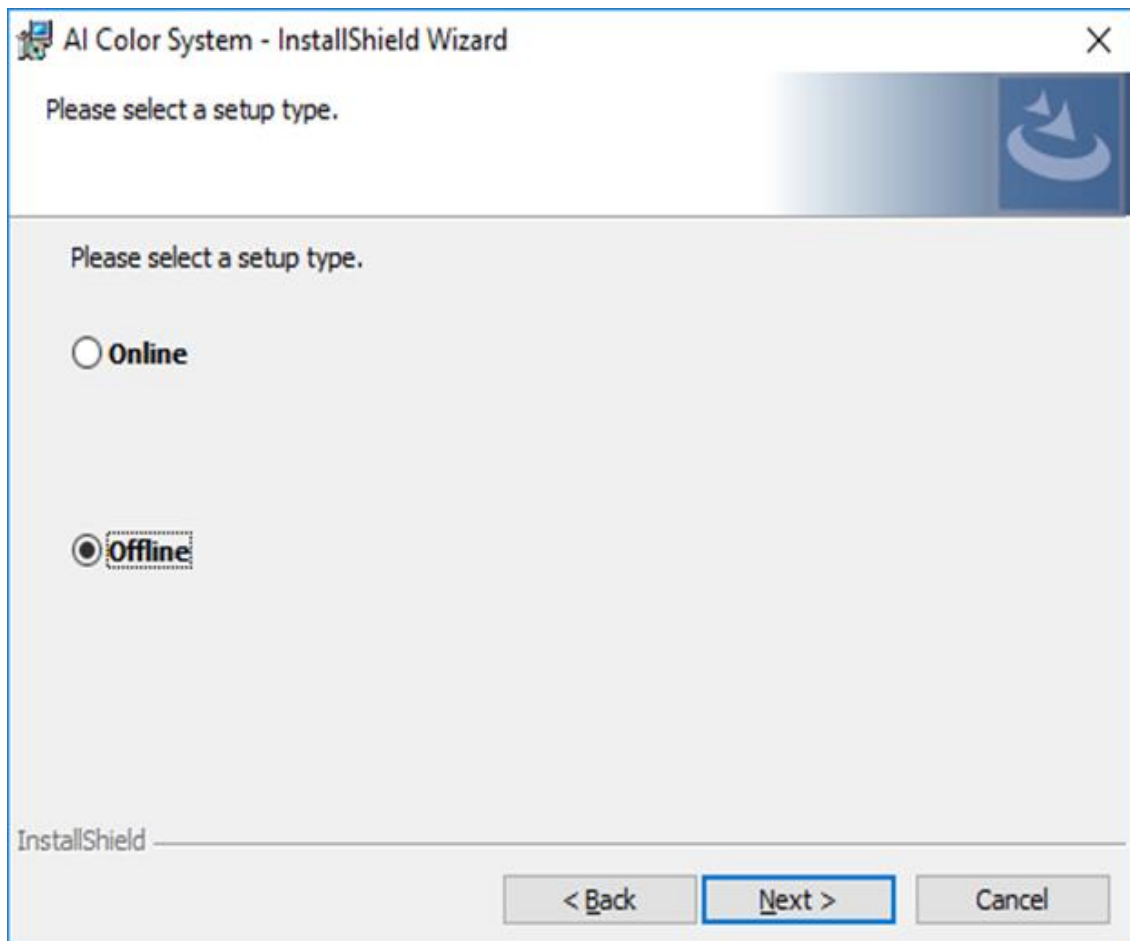 AI Color System - InstallShield Wizard
Please select a setup type.
Please select a setup type.
Online
Offline
InstallShield
< Back
Next >
Cancel